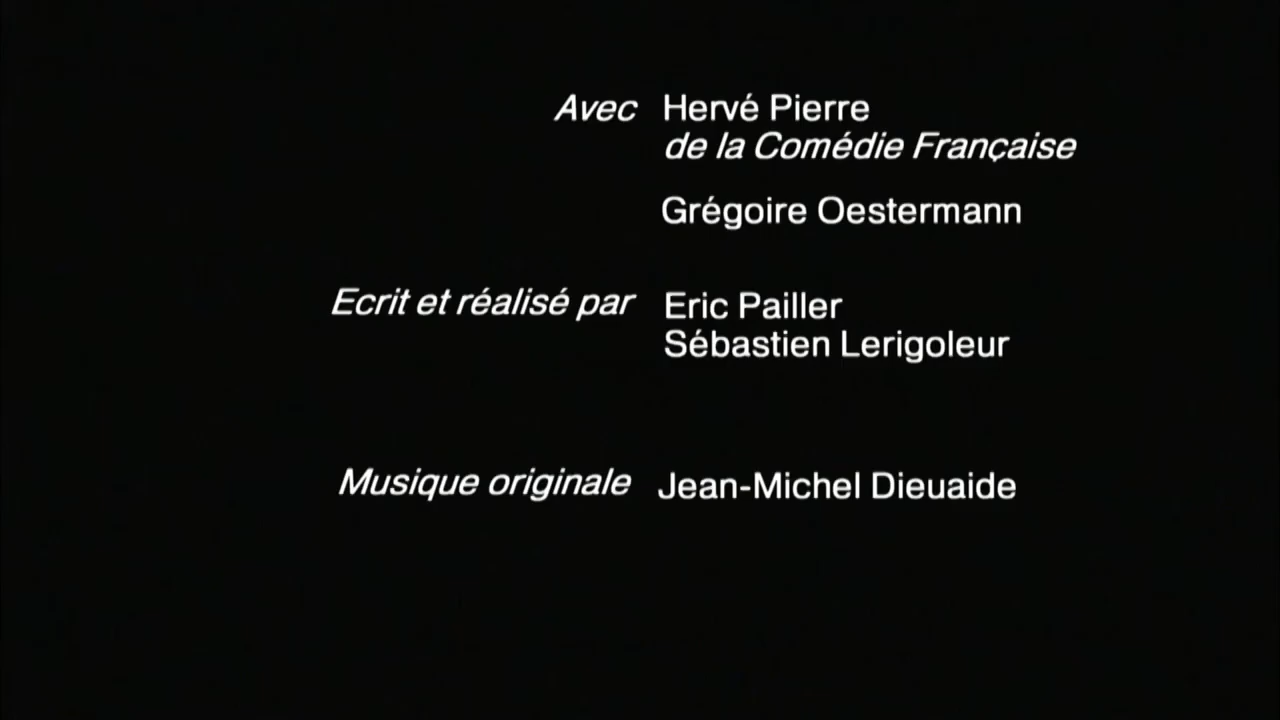 Avec Hervé Pierre
de la Comédie Française
Grégoire Oestermann
Ecrit et réalisé par Eric Pailler
Sébastien Lerigoleur
Musique originale Jean-Michel Dieuaide